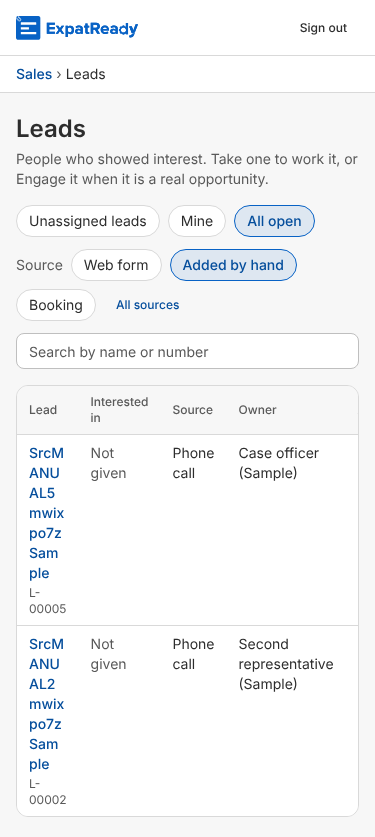 ExpatReady
Sign out
Sales › Leads
Leads
People who showed interest. Take one to work it, or
Engage it when it is a real opportunity.
Unassigned leads
Mine
All open
Source
Web form
Added by hand
Booking
All sources
Search by name or number
Lead
Interested
in
Source
Owner
SrcM
ANU
AL5
mwix
po7z
Sam
ple
L-
00005
Not
given
Phone
call
Case officer
(Sample)
SrcM
ANU
AL2
mwix
po7z
Sam
ple
L-
00002
Not
given
Phone
call
Second
representative
(Sample)